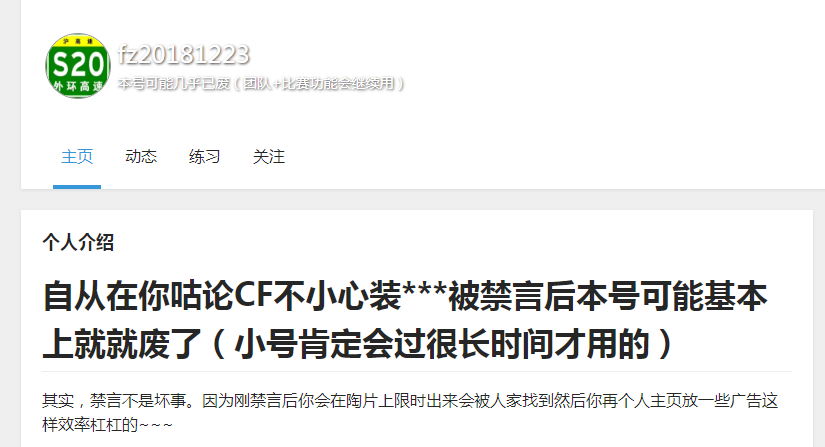 沪高速
S20
外环高速
fz20181223
本号可能几乎已废（团队+比赛功能会继续用）
主页 动态 练习 关注
个人介绍
自从在你咕论CF不小心装***被禁言后本号可能基本
上就就废了（小号肯定会过很长时间才用的）
其实，禁言不是坏事。因为刚禁言后你会在陶片上限时出来会被人家找到然后你再个人主页放一些广告这
样效率杠杠的~~~